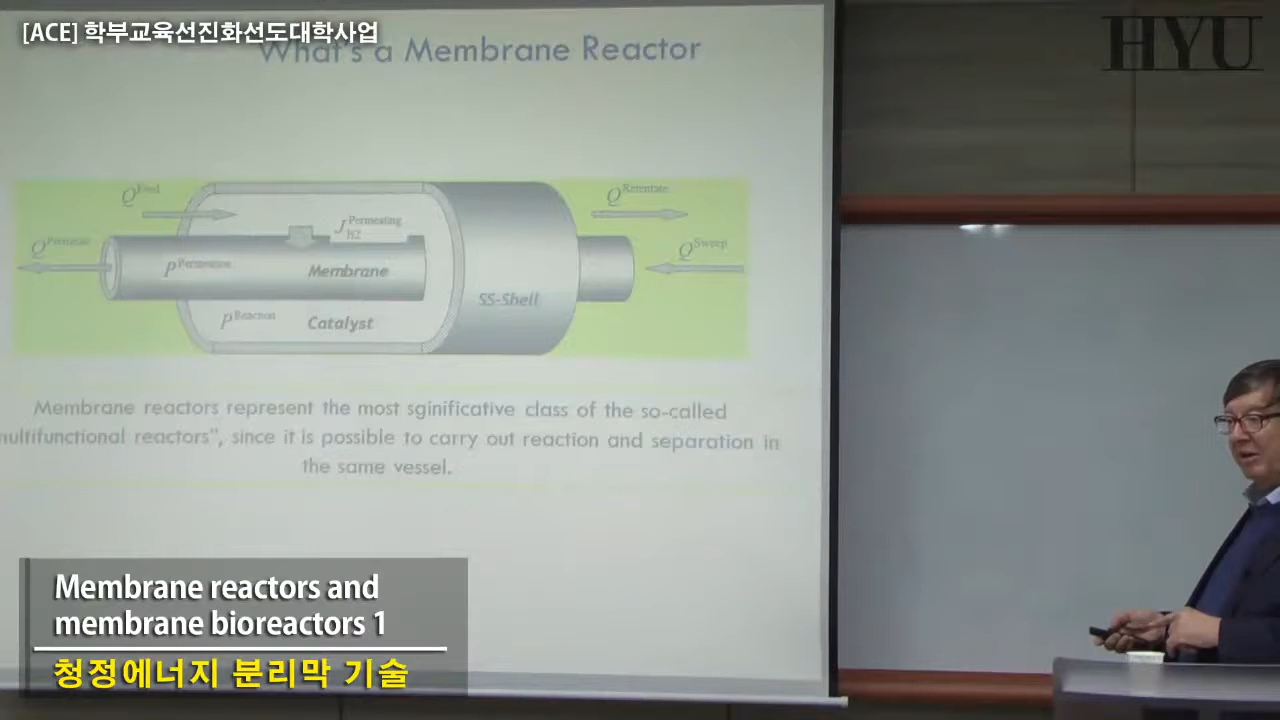 [ACE] 학부교육선진화선도대학사업
HYU
What's a Membrane Reactor
Q Feed
Q Retentate
J H2 Permeating
Q Permeate
Q Sweep
P Permeation
Membrane
SS-Shell
P Reaction
Catalyst
Membrane reactors represent the most sginificative class of the so-called
multifunctional reactors", since it is possible to carry out reaction and separation in
the same vessel.
Membrane reactors and
membrane bioreactors 1
청정에너지 분리막 기술